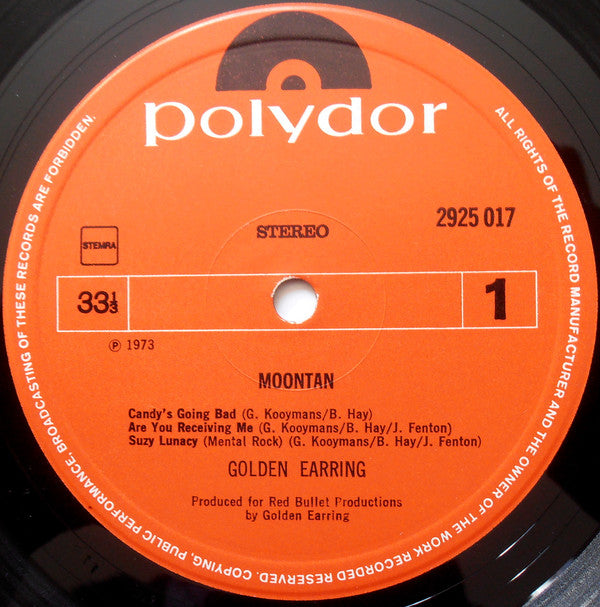 polydor
2925 017
STEREO
STEMRA
33⅓
1
℗ 1973
MOONTAN
Candy's Going Bad (G. Kooymans/B. Hay)
Are You Receiving Me (G. Kooymans/B. Hay/J. Fenton)
Suzy Lunacy (Mental Rock) (G. Kooymans/B. Hay/J. Fenton)
GOLDEN EARRING
Produced for Red Bullet Productions
by Golden Earring
ALL RIGHTS OF THE RECORD MANUFACTURER AND THE OWNER OF THE WORK RECORDED RESERVED. COPYING, PUBLIC PERFORMANCE, BROADCASTING OF THESE RECORDS ARE FORBIDDEN.